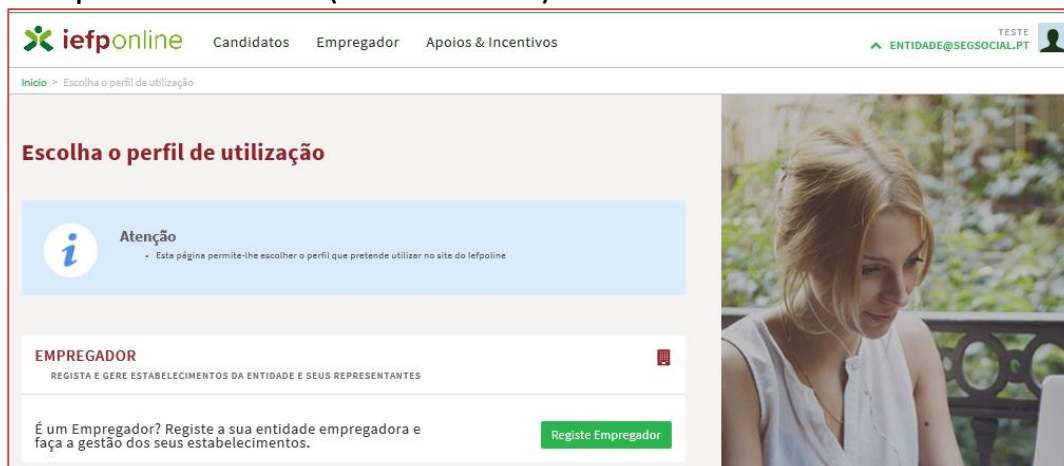 iefponline Candidatos Empregador Apoios & Incentivos
TESTE
ENTIDADE@SEGSOCIAL.PT
Início > Escolha o perfil de utilização
Escolha o perfil de utilização
Atenção
• Esta página permite-lhe escolher o perfil que pretende utilizar no site do Iefpoline
EMPREGADOR
REGISTA E GERE ESTABELECIMENTOS DA ENTIDADE E SEUS REPRESENTANTES
É um Empregador? Registe a sua entidade empregadora e
faça a gestão dos seus estabelecimentos.
Registe Empregador